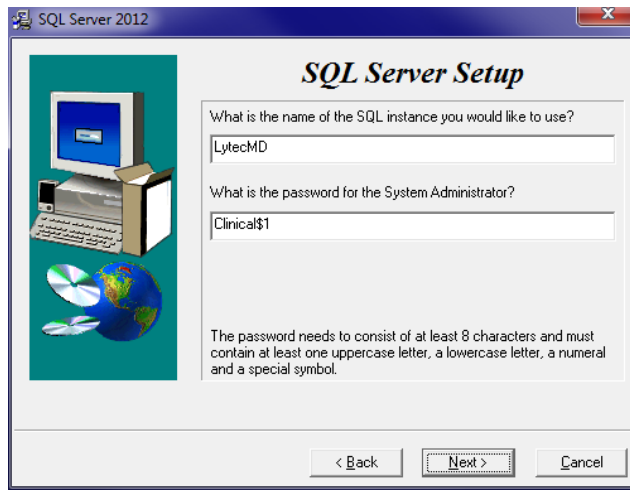 SQL Server 2012
SQL Server Setup
What is the name of the SQL instance you would like to use?
LytecMD
What is the password for the System Administrator?
Clinical$1
The password needs to consist of at least 8 characters and must
contain at least one uppercase letter, a lowercase letter, a numeral
and a special symbol.
< Back
Next >
Cancel